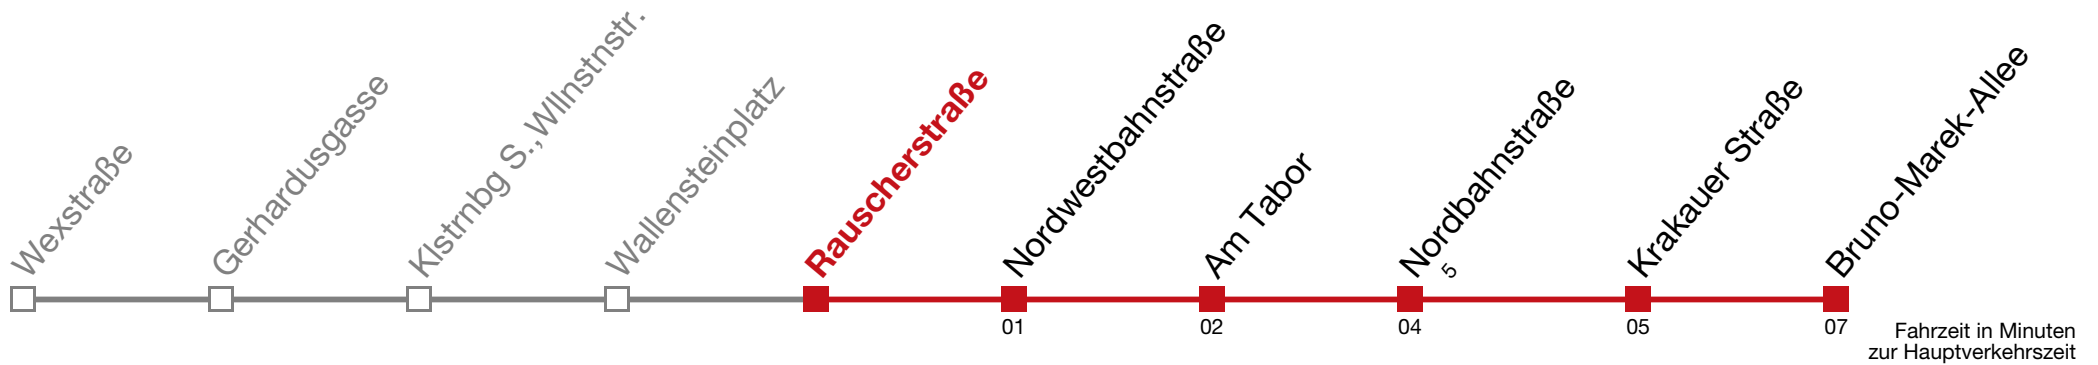 Wexstraße
Gerhardusgasse
Klstrnbg S.,Wllnstnstr.
Wallensteinplatz
Rauscherstraße
Nordwestbahnstraße
Am Tabor
Nordbahnstraße
5
Krakauer Straße
Bruno-Marek-Allee
01
02
04
05
07
Fahrzeit in Minuten
zur Hauptverkehrszeit